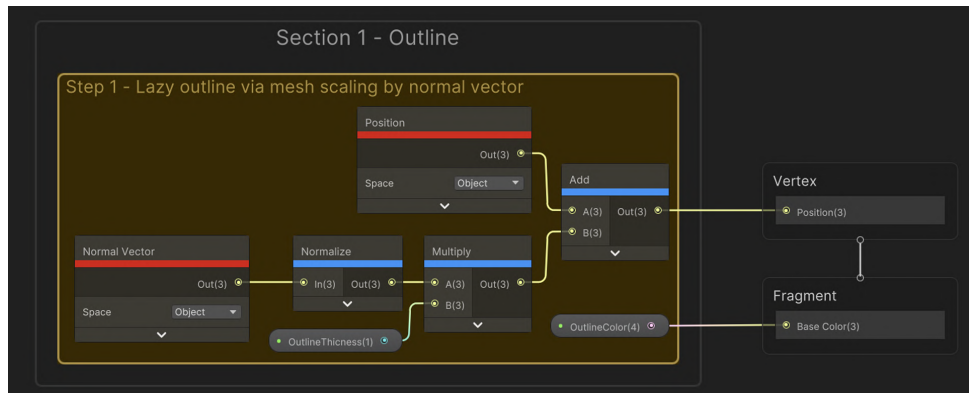 Section 1 - Outline
Step 1 - Lazy outline via mesh scaling by normal vector
Position
Out(3)
Space Object
Add
A(3) Out(3)
B(3)
Vertex
Position(3)
Normal Vector
Out(3)
Space Object
Normalize
In(3) Out(3)
Multiply
A(3) Out(3)
B(3)
OutlineThicness(1)
OutlineColor(4)
Fragment
Base Color(3)